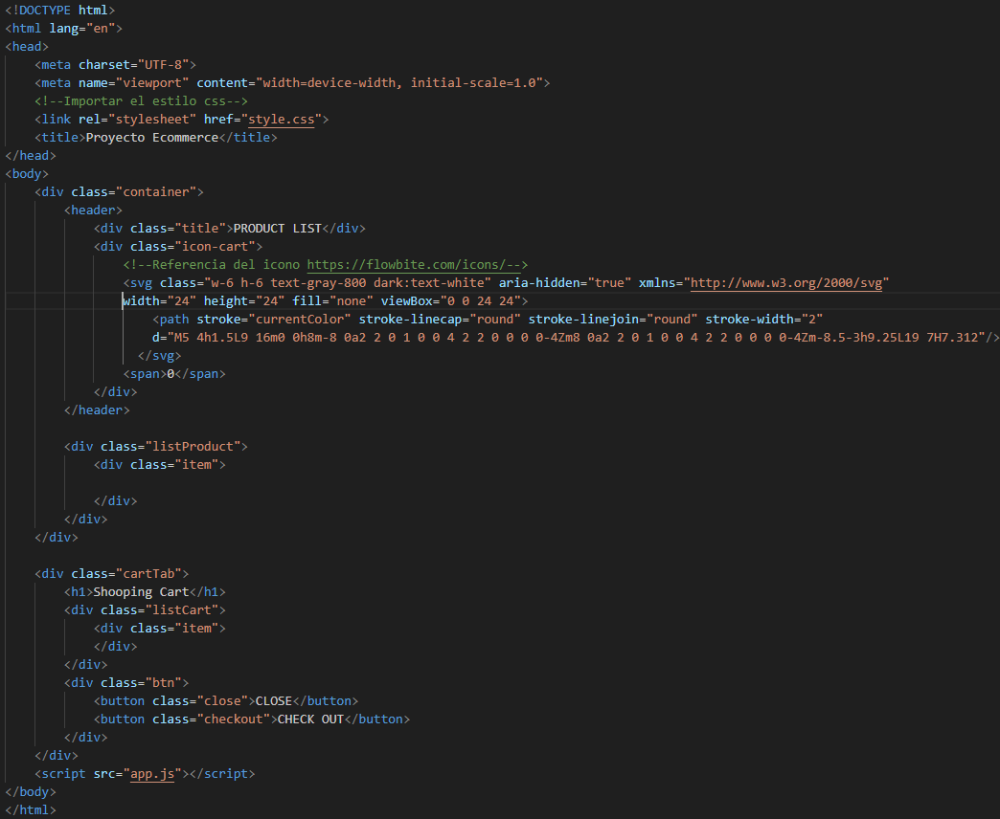 <!DOCTYPE html>
<html lang="en">
<head>
    <meta charset="UTF-8">
    <meta name="viewport" content="width=device-width, initial-scale=1.0">
    <!--Importar el estilo css-->
    <link rel="stylesheet" href="style.css">
    <title>Proyecto Ecommerce</title>
</head>
<body>
    <div class="container">
        <header>
            <div class="title">PRODUCT LIST</div>
            <div class="icon-cart">
                <!--Referencia del icono https://flowbite.com/icons/-->
                <svg class="w-6 h-6 text-gray-800 dark:text-white" aria-hidden="true" xmlns="http://www.w3.org/2000/svg"
                width="24" height="24" fill="none" viewBox="0 0 24 24">
                    <path stroke="currentColor" stroke-linecap="round" stroke-linejoin="round" stroke-width="2"
                    d="M5 4h1.5L9 16m0 0h8m-8 0a2 2 0 1 0 0 4 2 2 0 0 0 0-4Zm8 0a2 2 0 1 0 0 4 2 2 0 0 0 0-4Zm-8.5-3h9.25L19 7H7.312"/>
                  </svg>
                <span>0</span>
            </div>
        </header>

        <div class="listProduct">
            <div class="item">

            </div>
        </div>
    </div>

    <div class="cartTab">
        <h1>Shooping Cart</h1>
        <div class="listCart">
            <div class="item">
            </div>
        </div>
        <div class="btn">
            <button class="close">CLOSE</button>
            <button class="checkout">CHECK OUT</button>
        </div>
    </div>
    <script src="app.js"></script>
</body>
</html>